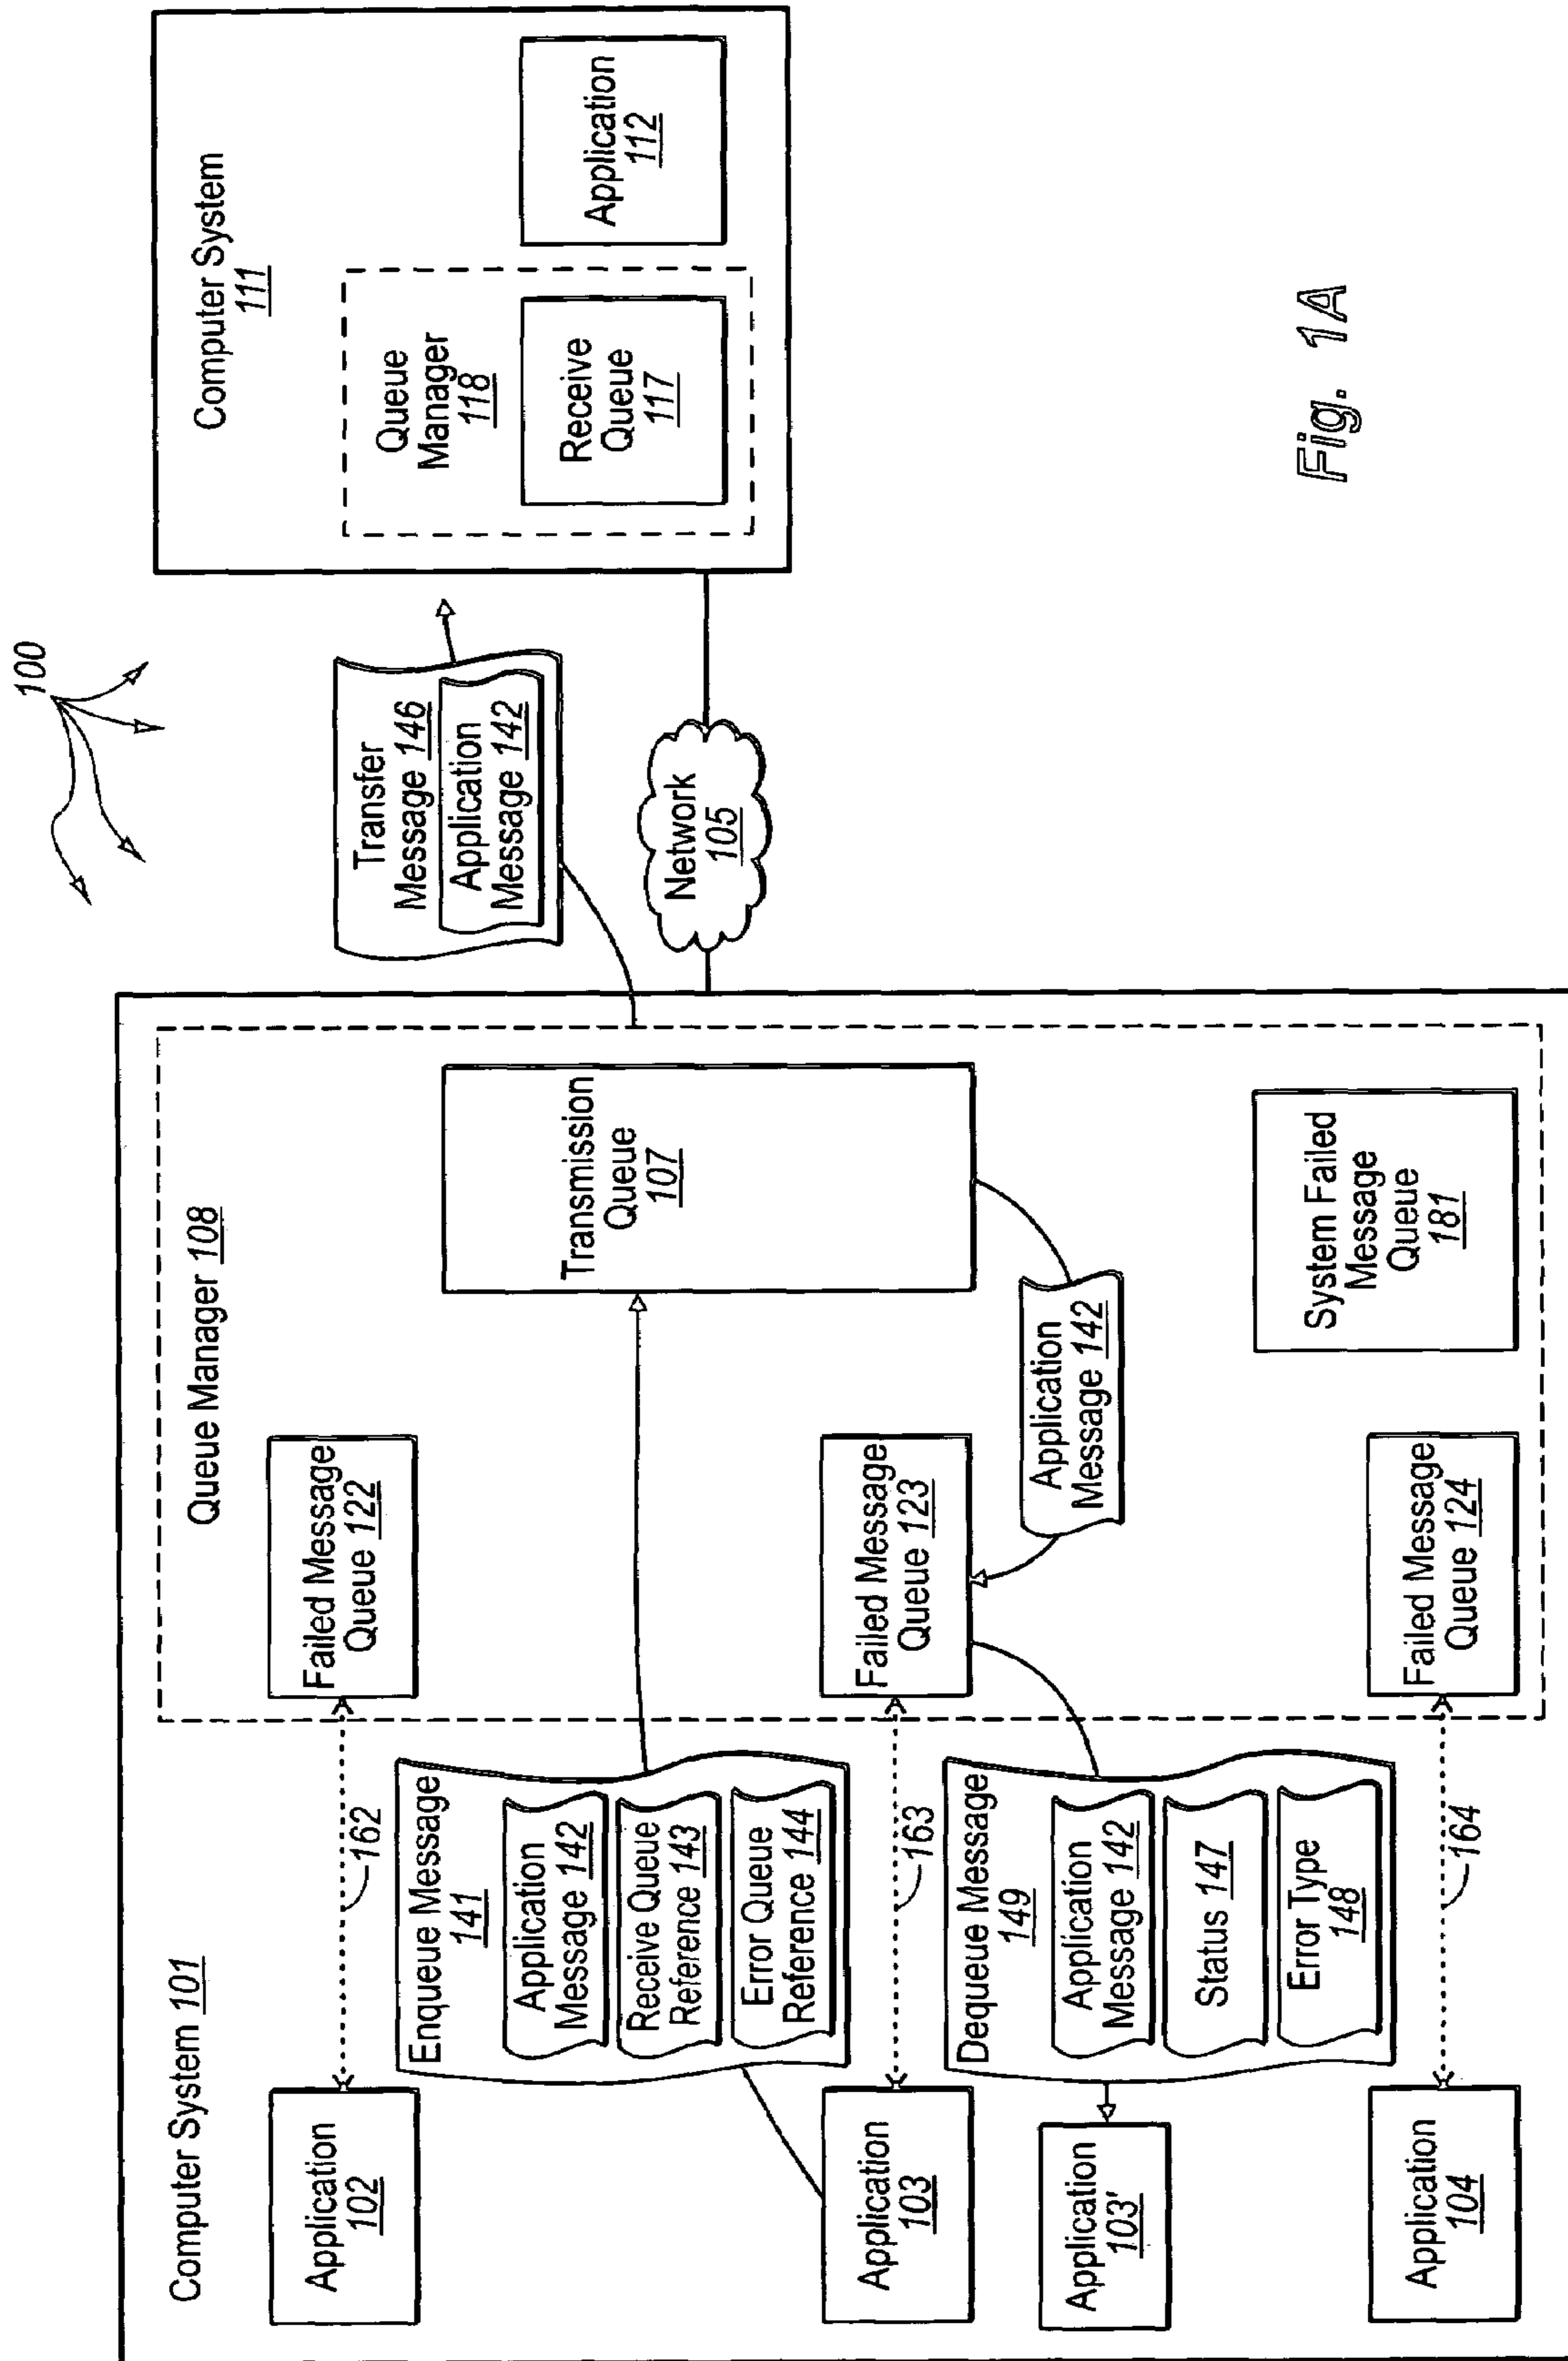 100
Computer System 101
Application
102
Application
103
Application
103'
Application
104
162
Enqueue Message
141
Application
Message 142
Receive Queue
Reference 143
Error Queue
Reference 144
163
Dequeue Message
149
Application
Message 142
Status 147
Error Type
148
164
Queue Manager 108
Failed Message
Queue 122
Failed Message
Queue 123
Failed Message
Queue 124
Transmission
Queue
107
Application
Message 142
System Failed
Message
Queue
181
Transfer
Message 146
Application
Message 142
Network
105
Computer System
111
Queue
Manager
118
Receive
Queue
117
Application
112
Fig. 1A